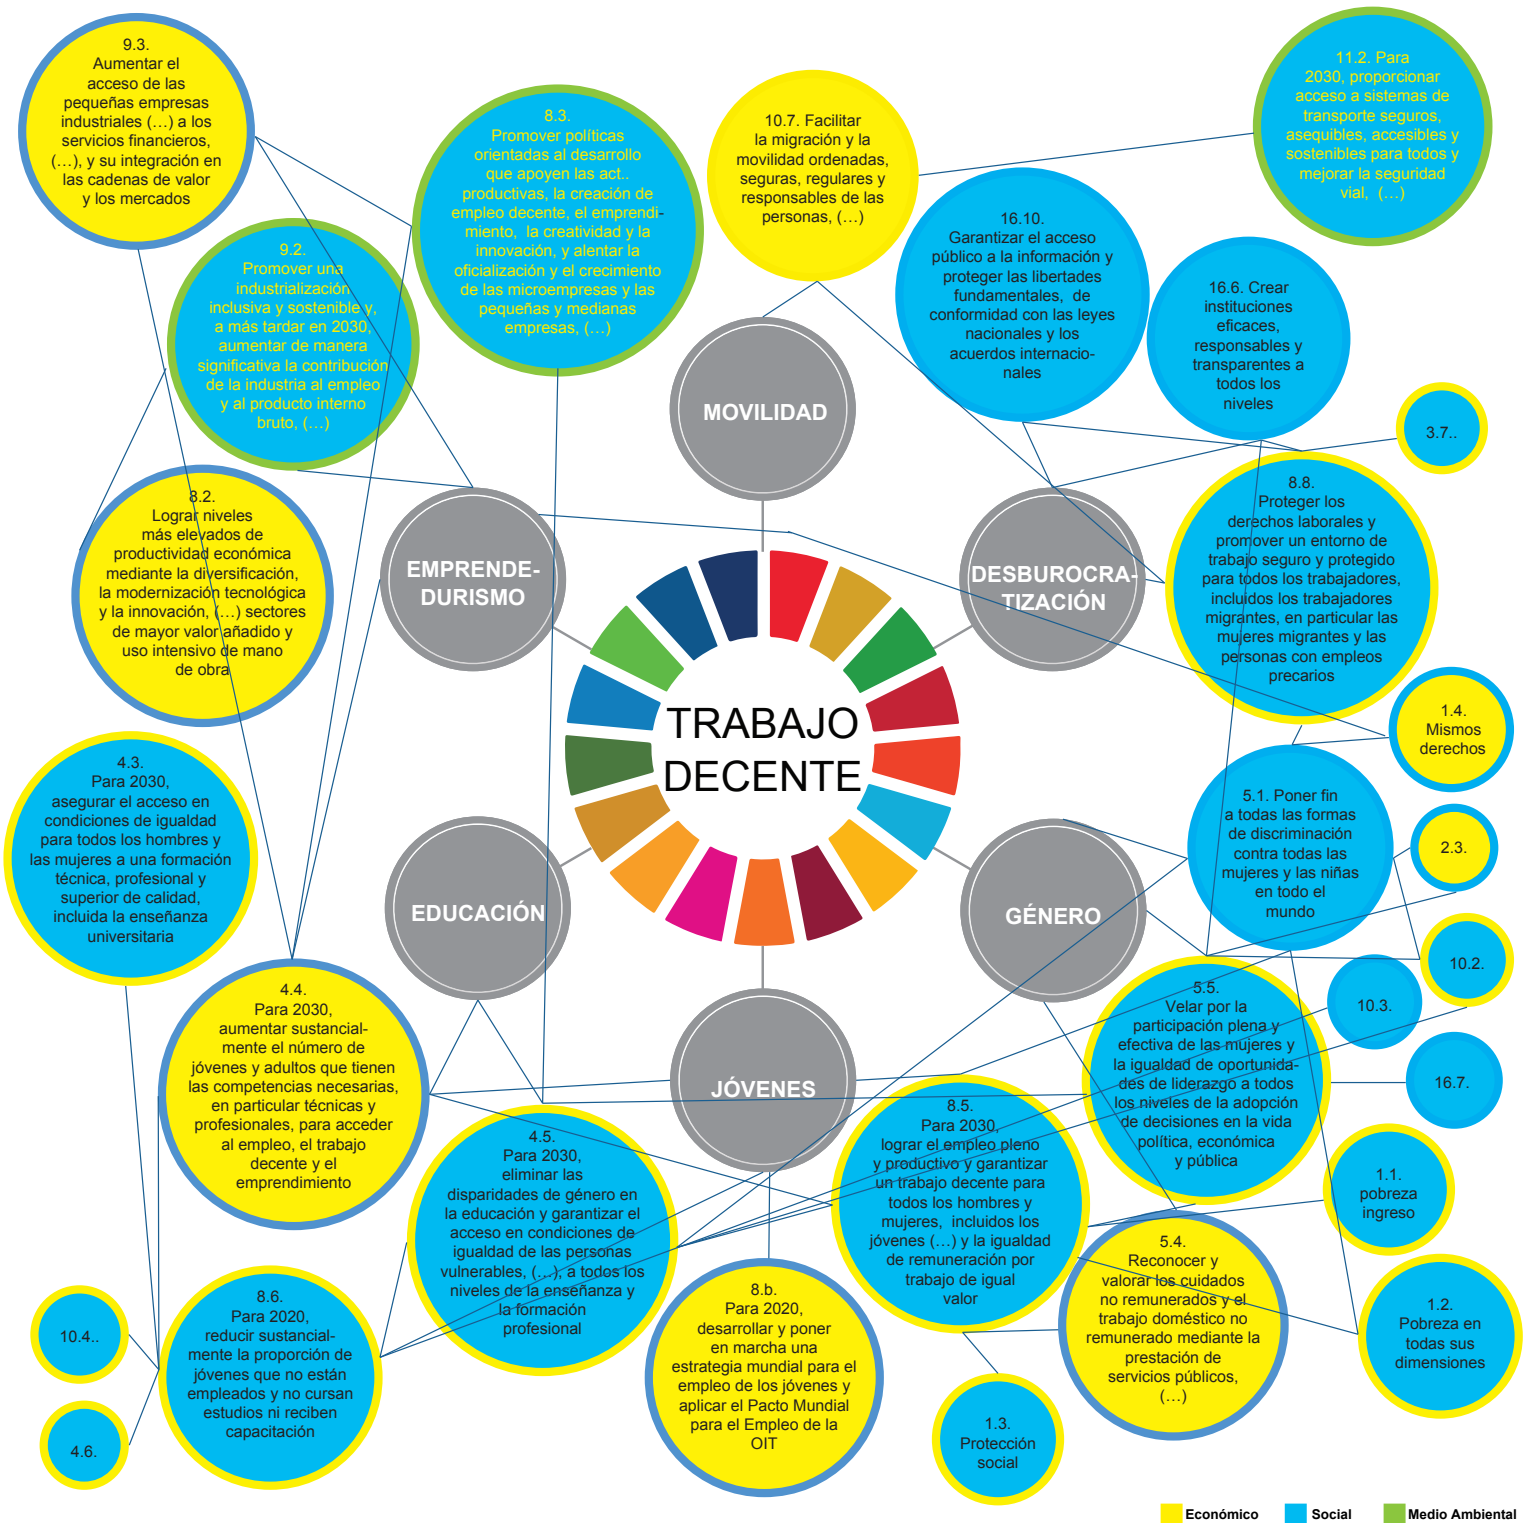 9.3.
Aumentar el
acceso de las
pequeñas empresas
industriales (…) a los
servicios financieros,
(…), y su integración en
las cadenas de valor
y los mercados
8.3.
Promover políticas
orientadas al desarrollo
que apoyen las act..
productivas, la creación de
empleo decente, el emprendi-
miento,  la creatividad y la
innovación, y alentar la
oficialización y el crecimiento
de las microempresas y las
pequeñas y medianas
empresas, (…)
10.7. Facilitar
la migración y la
movilidad ordenadas,
seguras, regulares y
responsables de las
personas, (…)
11.2. Para
2030, proporcionar
acceso a sistemas de
transporte seguros,
asequibles, accesibles y
sostenibles para todos y
mejorar la seguridad
vial,  (…)
9.2.
Promover una
industrialización
inclusiva y sostenible y,
a más tardar en 2030,
aumentar de manera
significativa la contribución
de la industria al empleo
y al producto interno
bruto, (…)
16.10.
Garantizar el acceso
público a la información y
proteger las libertades
fundamentales,  de
conformidad con las leyes
nacionales y los
acuerdos internacio-
nales
16.6. Crear
instituciones
eficaces,
responsables y
transparentes a
todos los
niveles
MOVILIDAD
3.7..
8.2.
Lograr niveles
más elevados de
productividad económica
mediante la diversificación,
la modernización tecnológica
y la innovación, (…) sectores
de mayor valor añadido y
uso intensivo de mano
de obra
EMPRENDE-
DURISMO
DESBUROCRA-
TIZACIÓN
8.8.
Proteger los
derechos laborales y
promover un entorno de
trabajo seguro y protegido
para todos los trabajadores,
incluidos los trabajadores
migrantes, en particular las
mujeres migrantes y las
personas con empleos
precarios
TRABAJO
DECENTE
1.4.
Mismos
derechos
4.3.
Para 2030,
asegurar el acceso en
condiciones de igualdad
para todos los hombres y
las mujeres a una formación
técnica, profesional y
superior de calidad,
incluida la enseñanza
universitaria
5.1. Poner fin
a todas las formas
de discriminación
contra todas las
mujeres y las niñas
en todo el
mundo
2.3.
EDUCACIÓN
GÉNERO
10.2.
4.4.
Para 2030,
aumentar sustancial-
mente el número de
jóvenes y adultos que tienen
las competencias necesarias,
en particular técnicas y
profesionales, para acceder
al empleo, el trabajo
decente y el
emprendimiento
JÓVENES
5.5.
Velar por la
participación plena y
efectiva de las mujeres y
la igualdad de oportunida-
des de liderazgo a todos
los niveles de la adopción
de decisiones en la vida
política, económica
y pública
10.3.
16.7.
4.5.
Para 2030,
eliminar las
disparidades de género en
la educación y garantizar el
acceso en condiciones de
igualdad de las personas
vulnerables, (…), a todos los
niveles de la enseñanza y
la formación
profesional
8.5.
Para 2030,
lograr el empleo pleno
y productivo y garantizar
un trabajo decente para
todos los hombres y
mujeres,  incluidos los
jóvenes (…) y la igualdad
de remuneración por
trabajo de igual
valor
1.1.
pobreza
ingreso
5.4.
Reconocer y
valorar los cuidados
no remunerados y el
trabajo doméstico no
remunerado mediante la
prestación de
servicios públicos,
(…)
1.2.
Pobreza en
todas sus
dimensiones
10.4..
8.6.
Para 2020,
reducir sustancial-
mente la proporción de
jóvenes que no están
empleados y no cursan
estudios ni reciben
capacitación
8.b.
Para 2020,
desarrollar y poner
en marcha una
estrategia mundial para el
empleo de los jóvenes y
aplicar el Pacto Mundial
para el Empleo de la
OIT
4.6.
1.3.
Protección
social
Económico
Social
Medio Ambiental